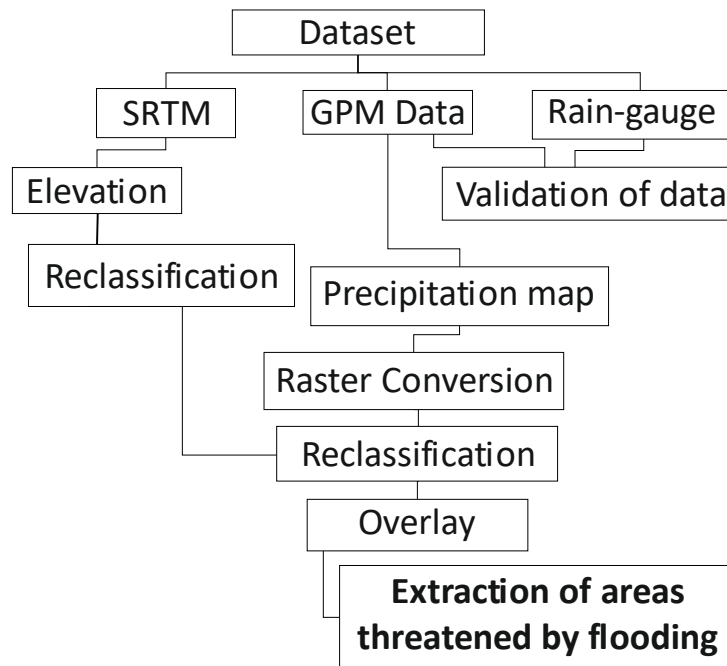 Dataset
SRTM
GPM Data
Rain-gauge
Elevation
Validation of data
Reclassification
Precipitation map
Raster Conversion
Reclassification
Overlay
Extraction of areas
threatened by flooding